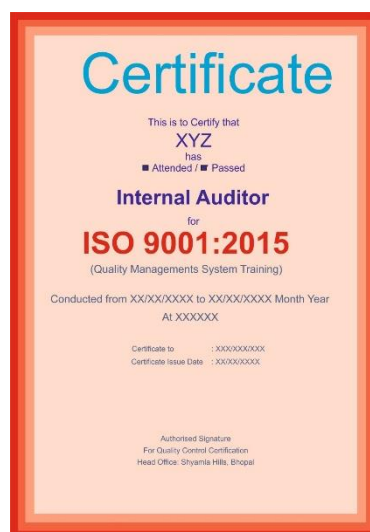 Certificate
This is to Certify that
XYZ
has
■ Attended / ■ Passed
Internal Auditor
for
ISO 9001:2015
(Quality Managements System Training)
Conducted from XX/XX/XXXX to XX/XX/XXXX Month Year
At XXXXXX
Certificate to : XXX/XXX/XXX
Certificate Issue Date : XX/XX/XXXX
Authorised Signature
For Quality Control Certification
Head Office: Shyamla Hills, Bhopal